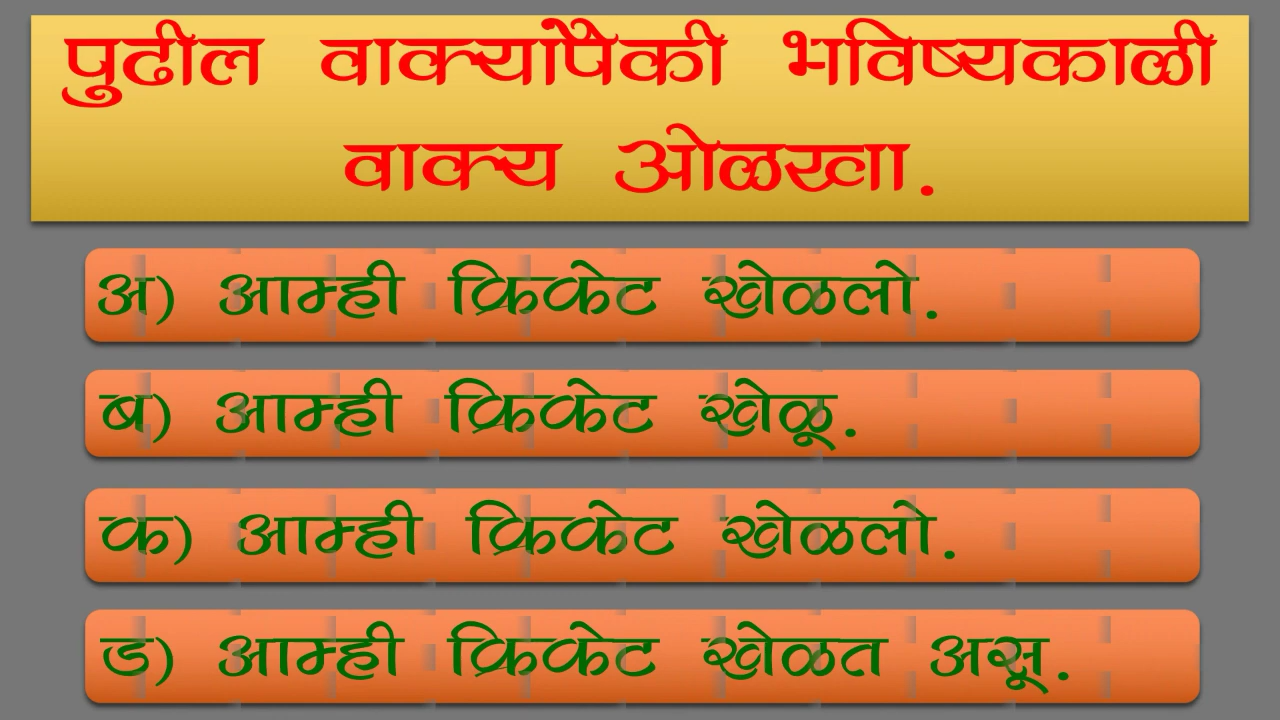 पुढील वाक्यांपैकी भविष्यकाळी
वाक्य ओळखा.
अ) आम्ही क्रिकेट खेळलो.
ब) आम्ही क्रिकेट खेळू.
क) आम्ही क्रिकेट खेळलो.
ड) आम्ही क्रिकेट खेळत असू.